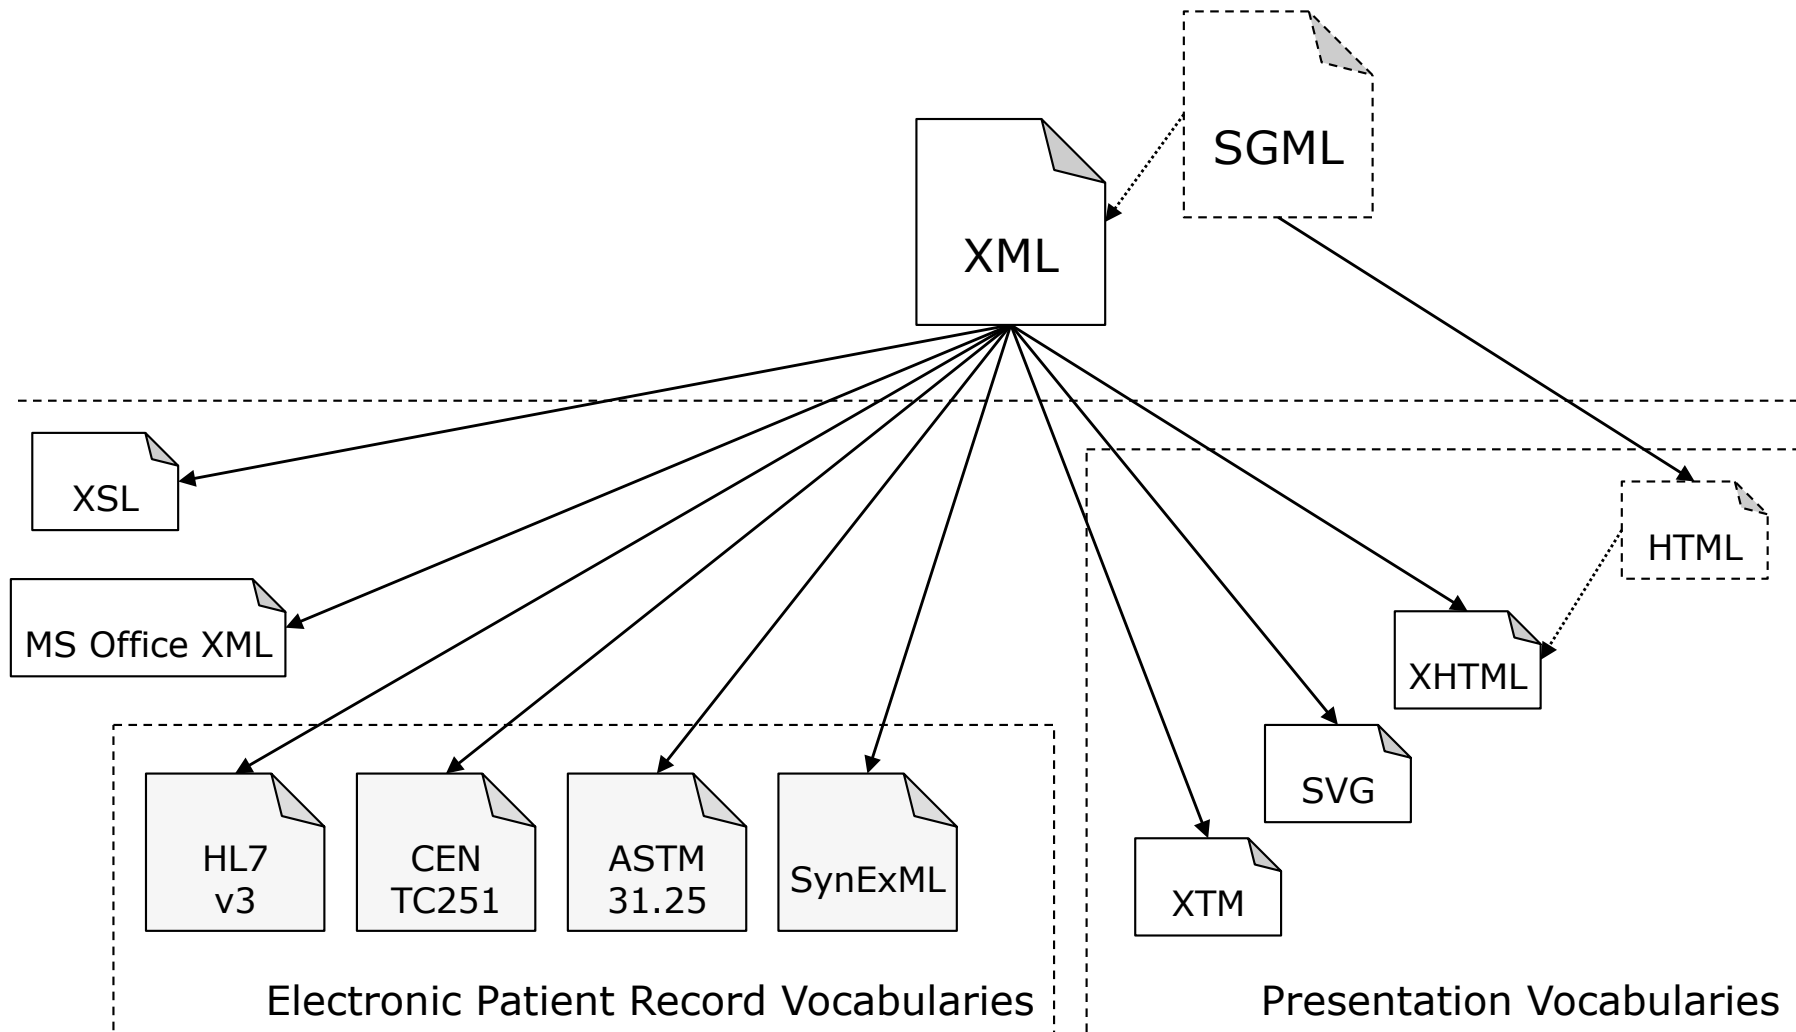 SGML
XML
XSL
HTML
MS Office XML
XHTML
SVG
HL7
v3
CEN
TC251
ASTM
31.25
SynExML
XTM
Electronic Patient Record Vocabularies
Presentation Vocabularies